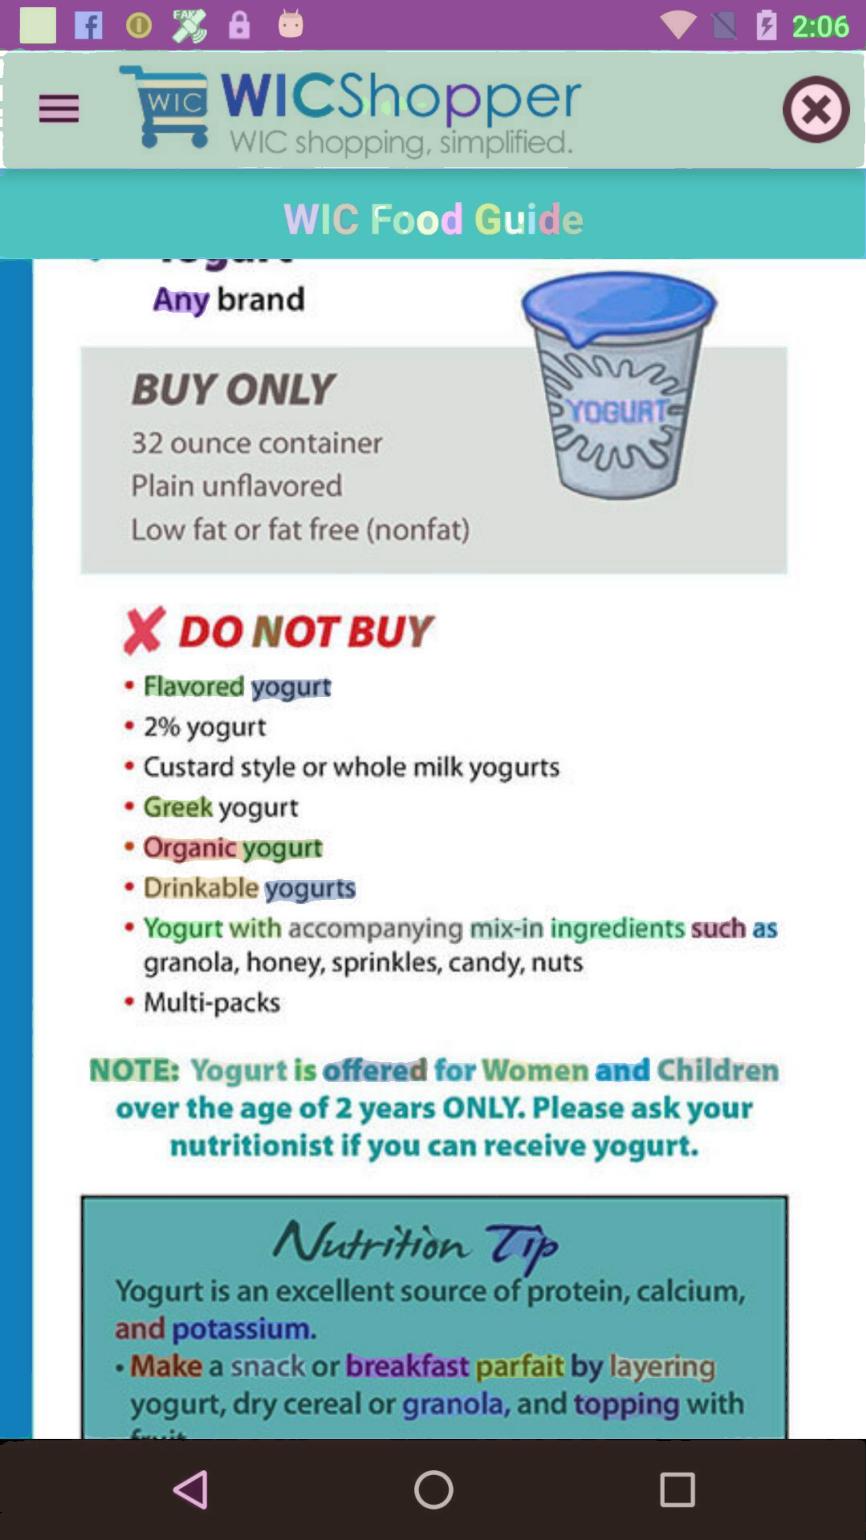 FAKE
2:06
WIC
WICShopper
WIC shopping, simplified.
WIC Food Guide
Yogurt
Any brand
BUY ONLY
32 ounce container
Plain unflavored
Low fat or fat free (nonfat)
YOGURT
DO NOT BUY
• Flavored yogurt
• 2% yogurt
• Custard style or whole milk yogurts
• Greek yogurt
• Organic yogurt
• Drinkable yogurts
• Yogurt with accompanying mix-in ingredients such as
granola, honey, sprinkles, candy, nuts
• Multi-packs
NOTE: Yogurt is offered for Women and Children
over the age of 2 years ONLY. Please ask your
nutritionist if you can receive yogurt.
Nutrition Tip
Yogurt is an excellent source of protein, calcium,
and potassium.
• Make a snack or breakfast parfait by layering
yogurt, dry cereal or granola, and topping with
fruit.